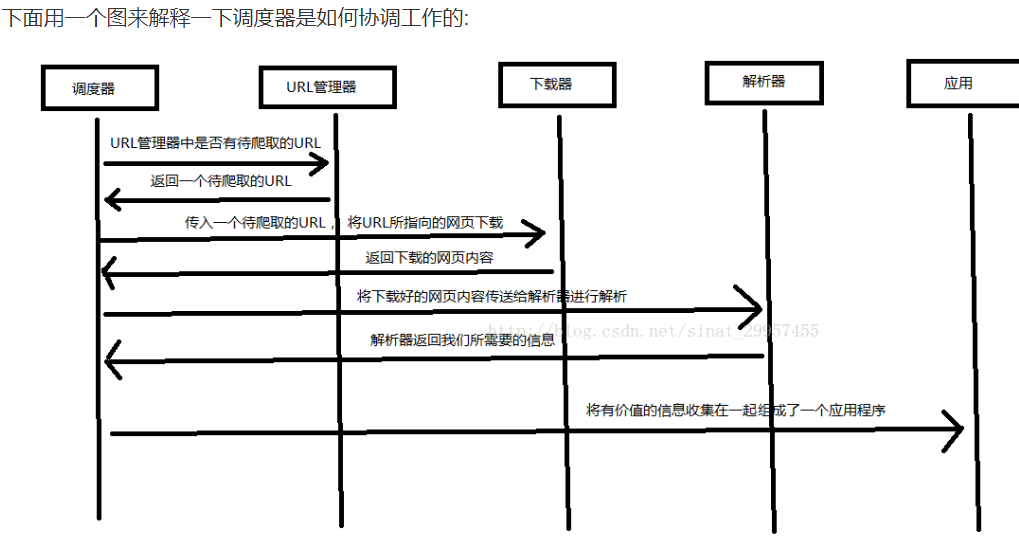 下面用一个图来解释一下调度器是如何协调工作的:
调度器
URL管理器
下载器
解析器
应用
URL管理器中是否有待爬取的URL
返回一个待爬取的URL
传入一个待爬取的URL， 将URL所指向的网页下载
返回下载的网页内容
将下载好的网页内容传送给解析器进行解析
http://blog.csdn.net/sinat_29957455
解析器返回我们所需要的信息
将有价值的信息收集在一起组成了一个应用程序